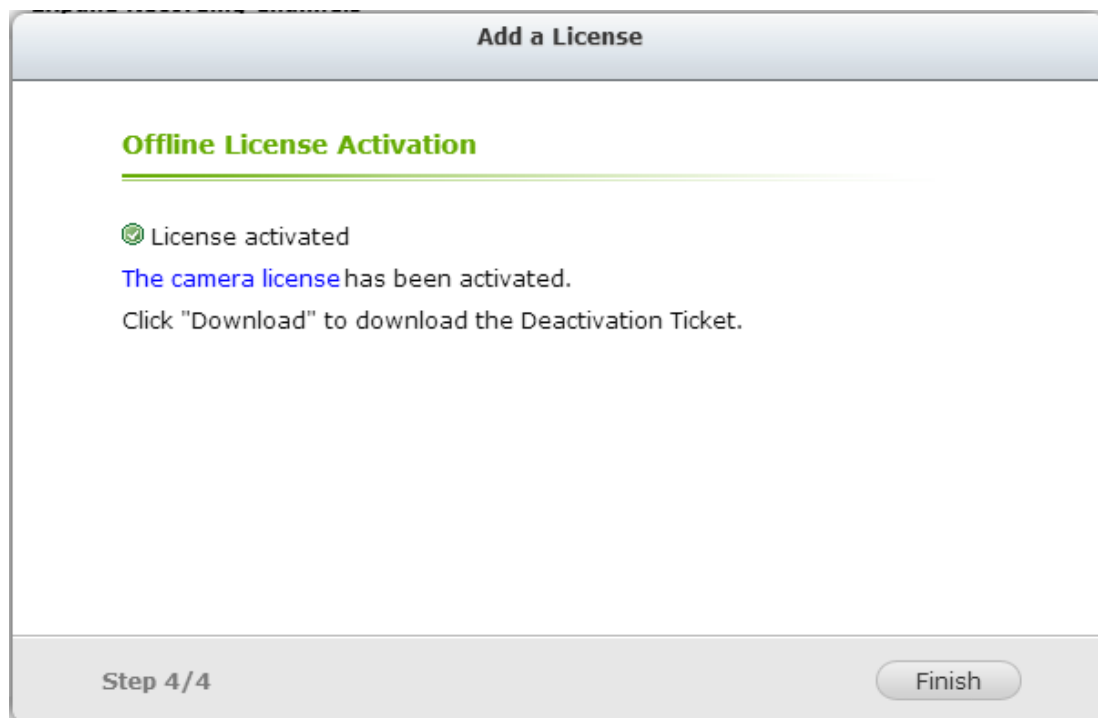 Add a License
Offline License Activation
License activated
The camera license has been activated.
Click "Download" to download the Deactivation Ticket.
Step 4/4
Finish